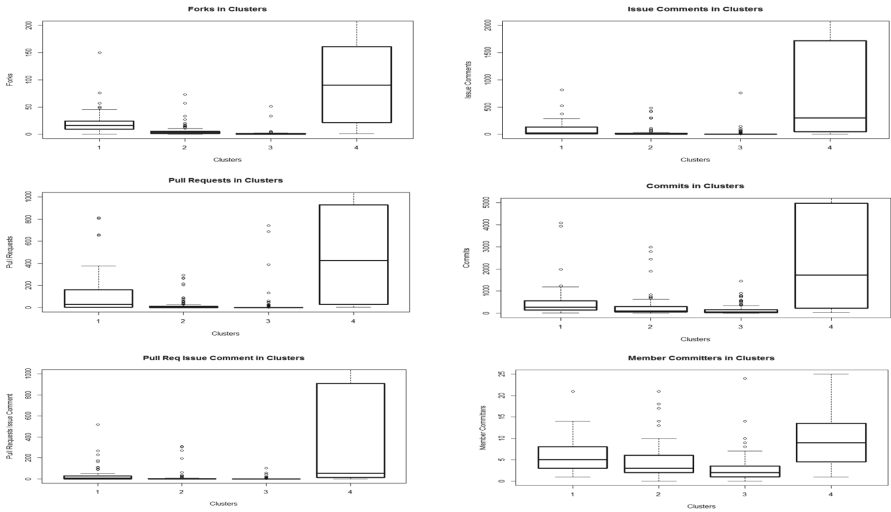 Forks in Clusters
200
150
100
50
0
Forks
1 2 3 4
Clusters
Issue Comments in Clusters
2000
1500
1000
500
0
Issue Comments
1 2 3 4
Clusters
Pull Requests in Clusters
1000
800
600
400
200
0
Pull Requests
1 2 3 4
Clusters
Commits in Clusters
5000
4000
3000
2000
1000
0
Commits
1 2 3 4
Clusters
Pull Req Issue Comment in Clusters
1000
800
600
400
200
0
Pull Requests Issue Comment
1 2 3 4
Clusters
Member Committers in Clusters
25
20
15
10
5
0
Member Committers
1 2 3 4
Clusters